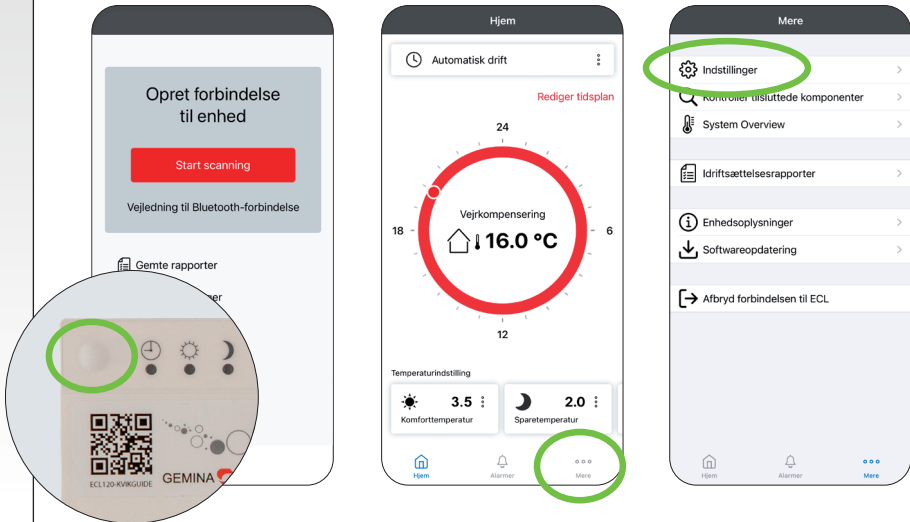 Opret forbindelse
til enhed
Start scanning
Vejledning til Bluetooth-forbindelse
Gemte rapporter
ECL120-KVIKGUIDE
GEMINA
Hjem
Automatisk drift
Rediger tidsplan
24
18
6
12
Vejrkompensering
16.0 °C
Temperaturindstilling
3.5
Komforttemperatur
2.0
Sparetemperatur
Hjem
Alarmer
Mere
Mere
Indstillinger
Kontroller tilsluttede komponenter
System Overview
Idriftsættelsesrapporter
Enhedsoplysninger
Softwareopdatering
Afbryd forbindelsen til ECL
Hjem
Alarmer
Mere